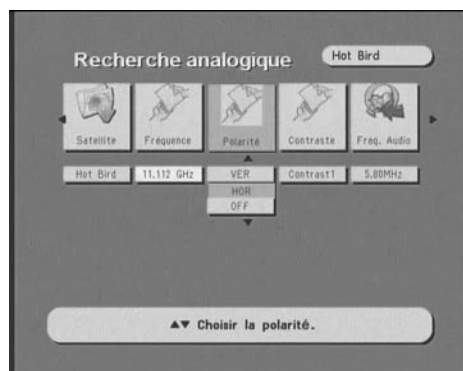 Recherche analogique
Hot Bird
Satellite Fréquence Polarité Contraste Freq. Audio
Hot Bird 11.112 GHz VER Contrast1 5.80MHz
HOR
OFF
▲▼ Choisir la polarité.